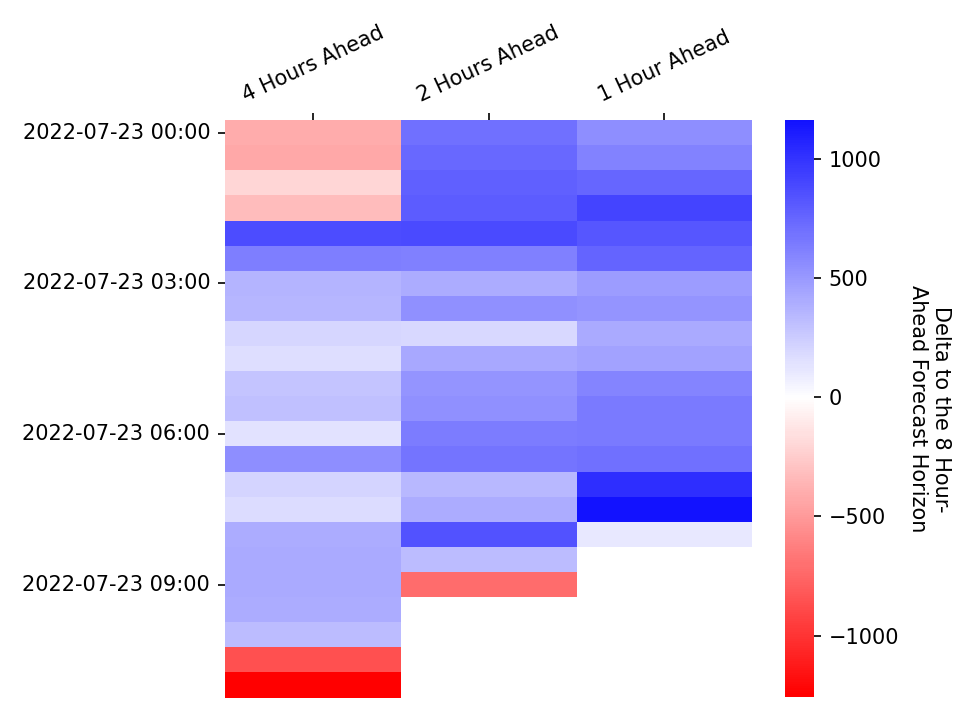 4 Hours Ahead
2 Hours Ahead
1 Hour Ahead
2022-07-23 00:00
2022-07-23 03:00
2022-07-23 06:00
2022-07-23 09:00
1000
500
0
−500
−1000
Delta to the 8 Hour-
Ahead Forecast Horizon